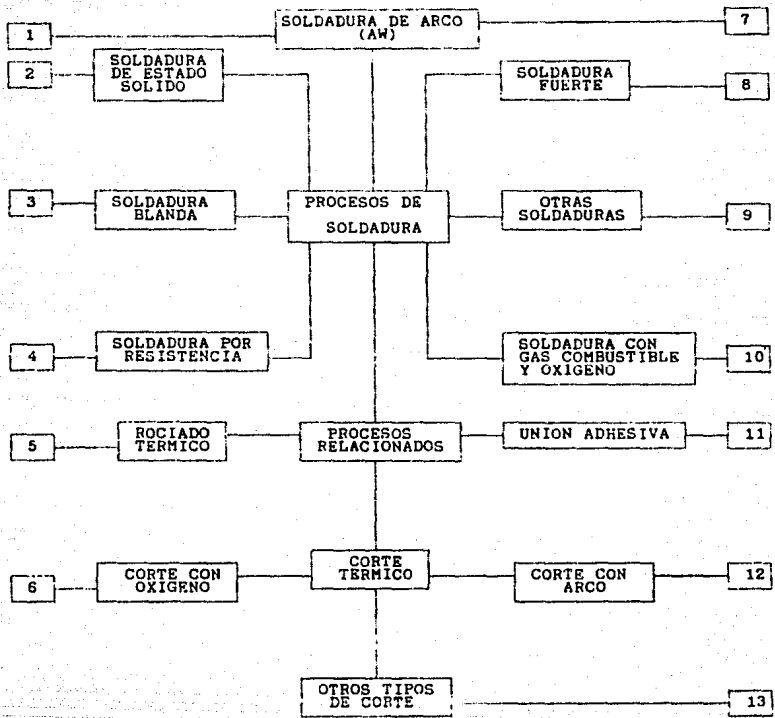 SOLDADURA DE ARCO
(AW)
7
1
2
SOLDADURA
DE ESTADO
SOLIDO
SOLDADURA
FUERTE
8
3
SOLDADURA
BLANDA
PROCESOS DE
SOLDADURA
OTRAS
SOLDADURAS
9
4
SOLDADURA POR
RESISTENCIA
SOLDADURA CON
GAS COMBUSTIBLE
Y OXIGENO
10
5
ROCIADO
TERMICO
PROCESOS
RELACIONADOS
UNION ADHESIVA
11
6
CORTE CON
OXIGENO
CORTE
TERMICO
CORTE CON
ARCO
12
OTROS TIPOS
DE CORTE
13